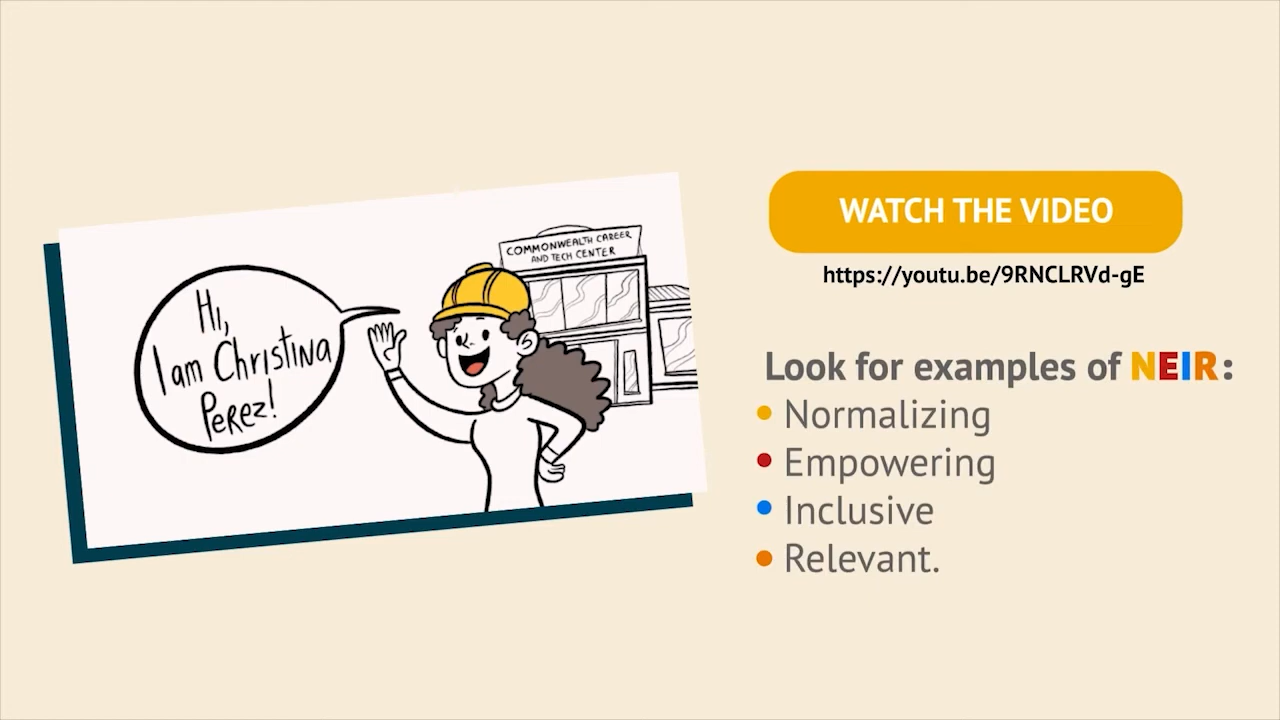 Hi,
I am Christina
Perez!
COMMONWEALTH CAREER
AND TECH CENTER
WATCH THE VIDEO
https://youtu.be/9RNCLRVd-gE
Look for examples of NEIR:
• Normalizing
• Empowering
• Inclusive
• Relevant.